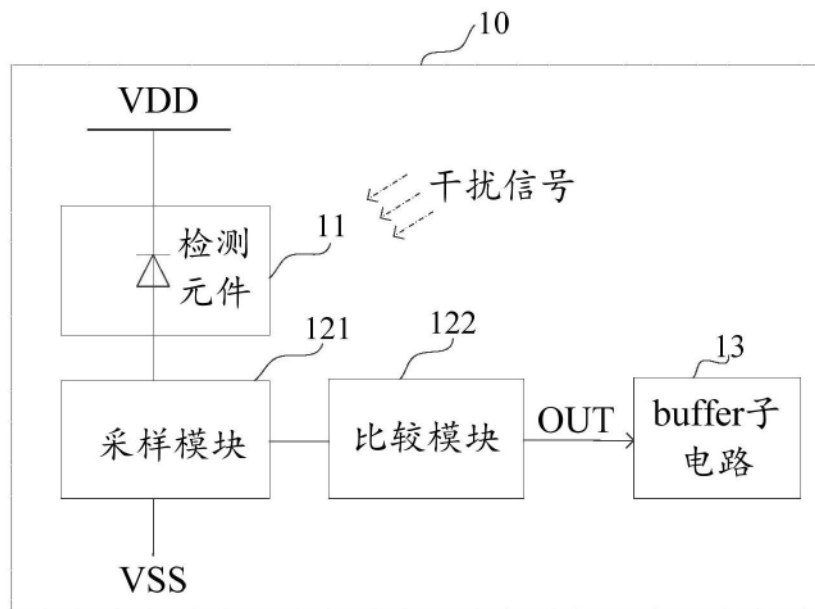 10
VDD
干扰信号
11
检测
元件
121
122
13
采样模块
比较模块
OUT
buffer子
电路
VSS